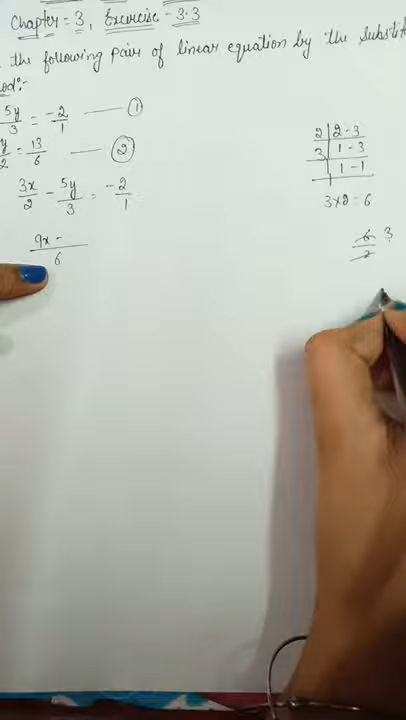 Chapter = 3, Exercise - 3.3
the following pair of linear equation by the
5y/3 = -2/1 —— ①
y/2 = 13/6 —— ②
3x/2 - 5y/3 = -2/1
9x -/6
2 | 2 - 3
3 | 1 - 3
1 - 1
3×2 = 6
6/2 3